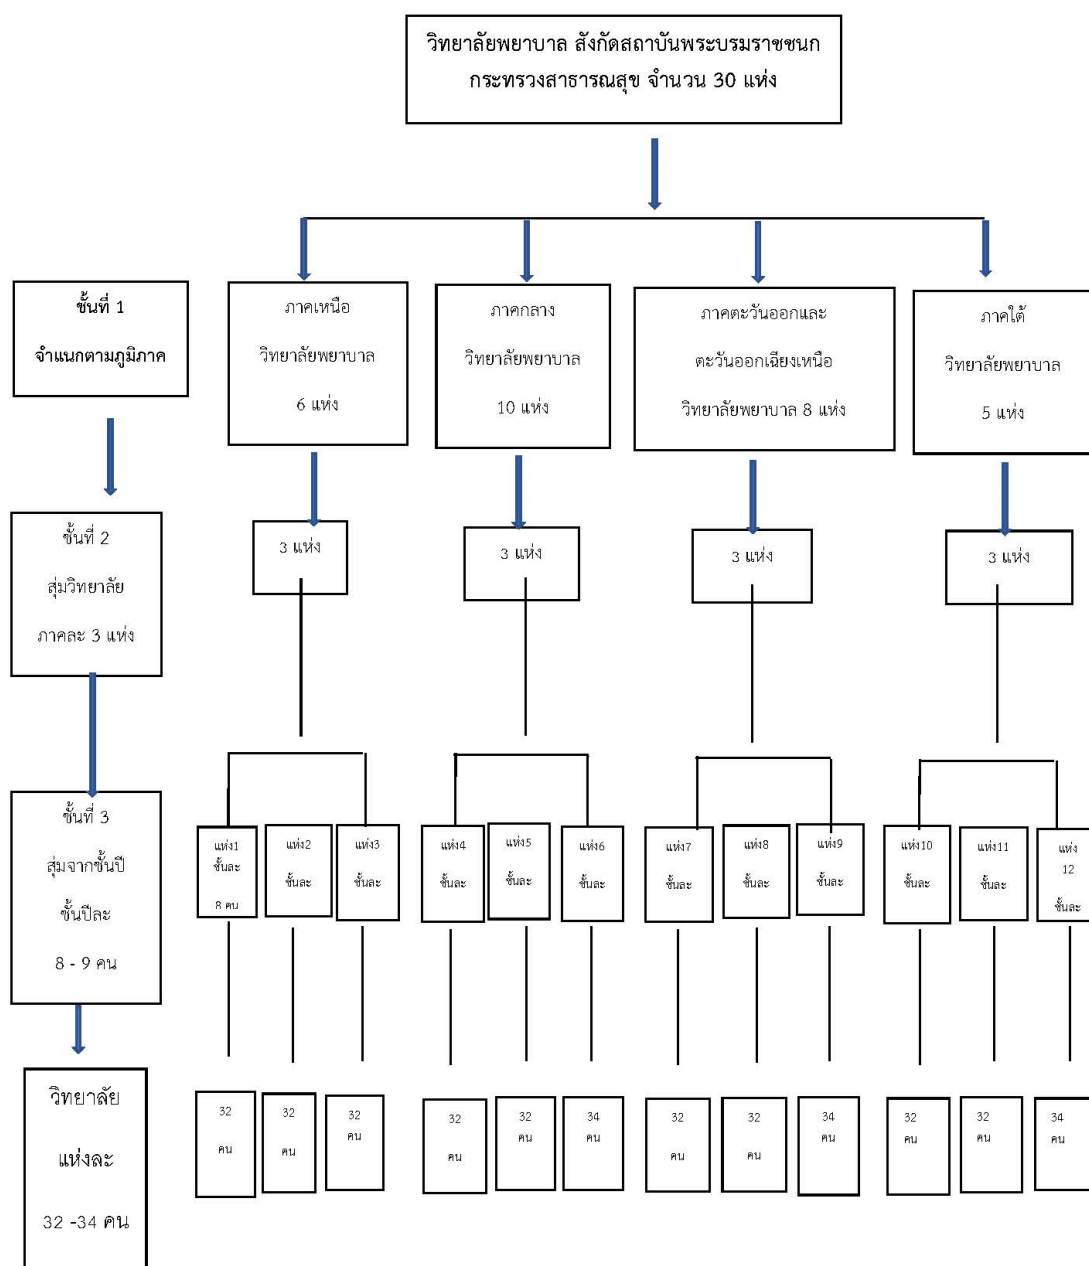 วิทยาลัยพยาบาล สังกัดสถาบันพระบรมราชชนก
กระทรวงสาธารณสุข จำนวน 30 แห่ง
ชั้นที่ 1
จำแนกตามภูมิภาค
ภาคเหนือ
วิทยาลัยพยาบาล
6 แห่ง
ภาคกลาง
วิทยาลัยพยาบาล
10 แห่ง
ภาคตะวันออกและ
ตะวันออกเฉียงเหนือ
วิทยาลัยพยาบาล 8 แห่ง
ภาคใต้
วิทยาลัยพยาบาล
5 แห่ง
ชั้นที่ 2
สุ่มวิทยาลัย
ภาคละ 3 แห่ง
3 แห่ง
3 แห่ง
3 แห่ง
3 แห่ง
ชั้นที่ 3
สุ่มจากชั้นปี
ชั้นปีละ
8 - 9 คน
แห่ง1
ชั้นละ
8 คน
แห่ง2
ชั้นละ
แห่ง3
ชั้นละ
แห่ง4
ชั้นละ
แห่ง5
ชั้นละ
แห่ง6
ชั้นละ
แห่ง7
ชั้นละ
แห่ง8
ชั้นละ
แห่ง9
ชั้นละ
แห่ง10
ชั้นละ
แห่ง11
ชั้นละ
แห่ง
12
ชั้นละ
วิทยาลัย
แห่งละ
32 -34 คน
32
คน
32
คน
32
คน
32
คน
32
คน
34
คน
32
คน
32
คน
34
คน
32
คน
32
คน
34
คน